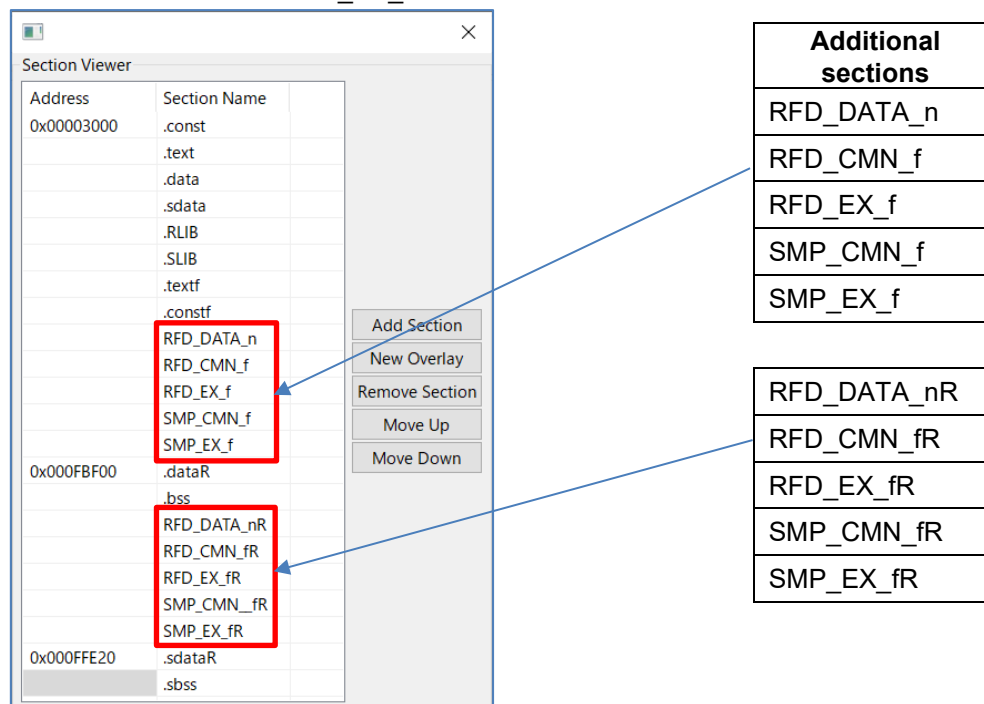 Section Viewer
Address Section Name
0x00003000 .const
.text
.data
.sdata
.RLIB
.SLIB
.textf
.constf
RFD_DATA_n
RFD_CMN_f
RFD_EX_f
SMP_CMN_f
SMP_EX_f
0x000FBF00 .dataR
.bss
RFD_DATA_nR
RFD_CMN_fR
RFD_EX_fR
SMP_CMN__fR
SMP_EX_fR
0x000FFE20 .sdataR
.sbss
Add Section
New Overlay
Remove Section
Move Up
Move Down
Additional
sections
RFD_DATA_n
RFD_CMN_f
RFD_EX_f
SMP_CMN_f
SMP_EX_f
RFD_DATA_nR
RFD_CMN_fR
RFD_EX_fR
SMP_CMN_fR
SMP_EX_fR